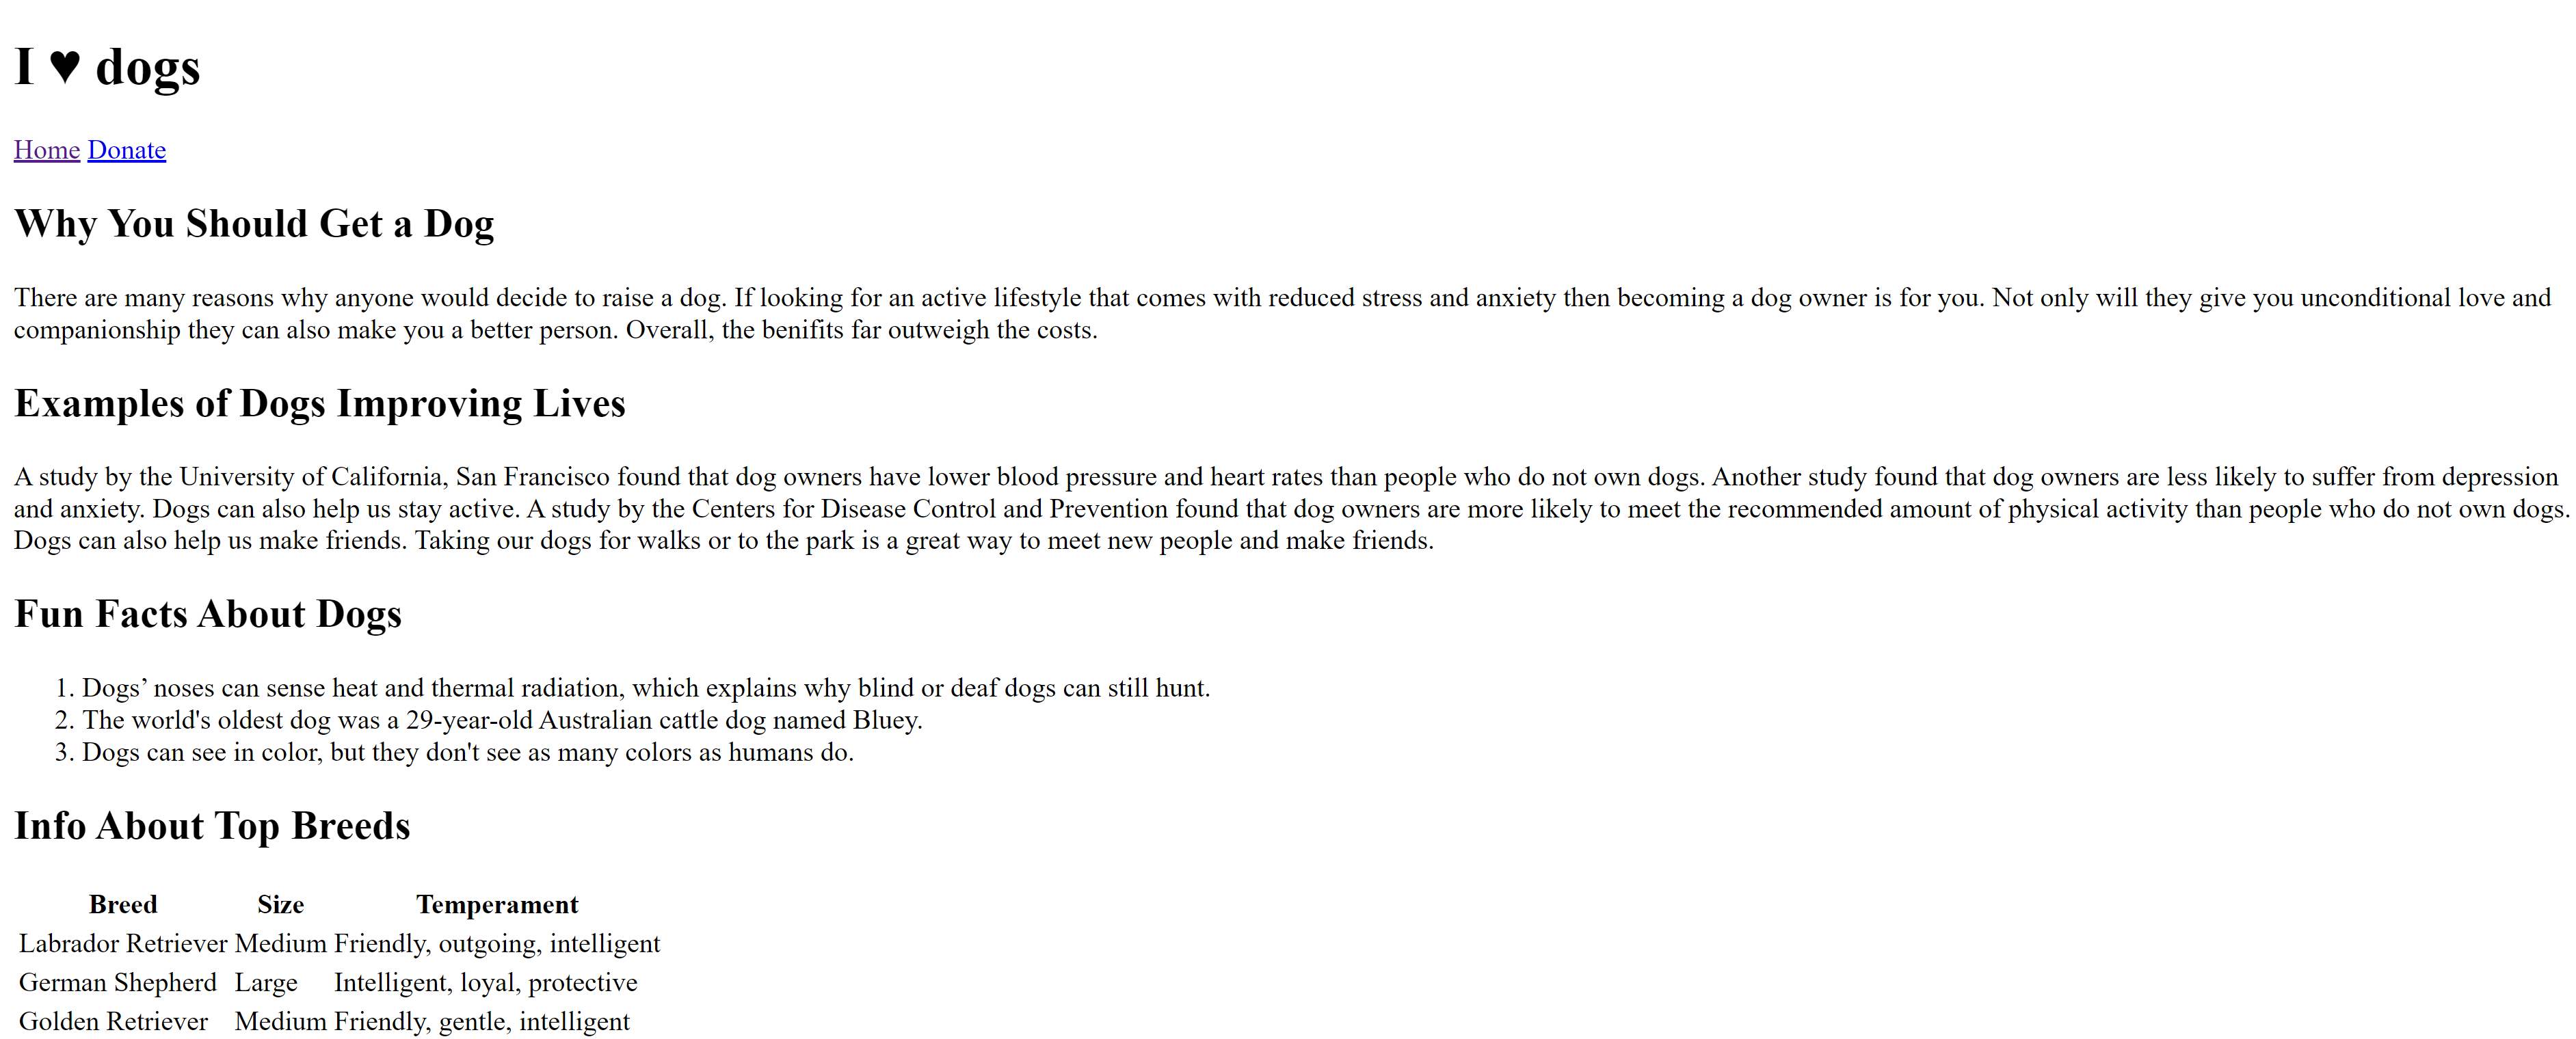 I ♥ dogs
Home Donate
Why You Should Get a Dog
There are many reasons why anyone would decide to raise a dog. If looking for an active lifestyle that comes with reduced stress and anxiety then becoming a dog owner is for you. Not only will they give you unconditional love and
companionship they can also make you a better person. Overall, the benifits far outweigh the costs.
Examples of Dogs Improving Lives
A study by the University of California, San Francisco found that dog owners have lower blood pressure and heart rates than people who do not own dogs. Another study found that dog owners are less likely to suffer from depression
and anxiety. Dogs can also help us stay active. A study by the Centers for Disease Control and Prevention found that dog owners are more likely to meet the recommended amount of physical activity than people who do not own dogs.
Dogs can also help us make friends. Taking our dogs for walks or to the park is a great way to meet new people and make friends.
Fun Facts About Dogs
1. Dogs’ noses can sense heat and thermal radiation, which explains why blind or deaf dogs can still hunt.
2. The world's oldest dog was a 29-year-old Australian cattle dog named Bluey.
3. Dogs can see in color, but they don't see as many colors as humans do.
Info About Top Breeds
Breed Size Temperament
Labrador Retriever Medium Friendly, outgoing, intelligent
German Shepherd Large Intelligent, loyal, protective
Golden Retriever Medium Friendly, gentle, intelligent